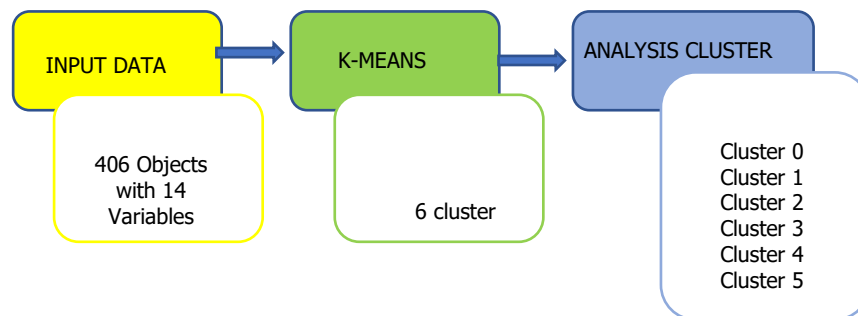 INPUT DATA
406 Objects
with 14
Variables
K-MEANS
6 cluster
ANALYSIS CLUSTER
Cluster 0
Cluster 1
Cluster 2
Cluster 3
Cluster 4
Cluster 5